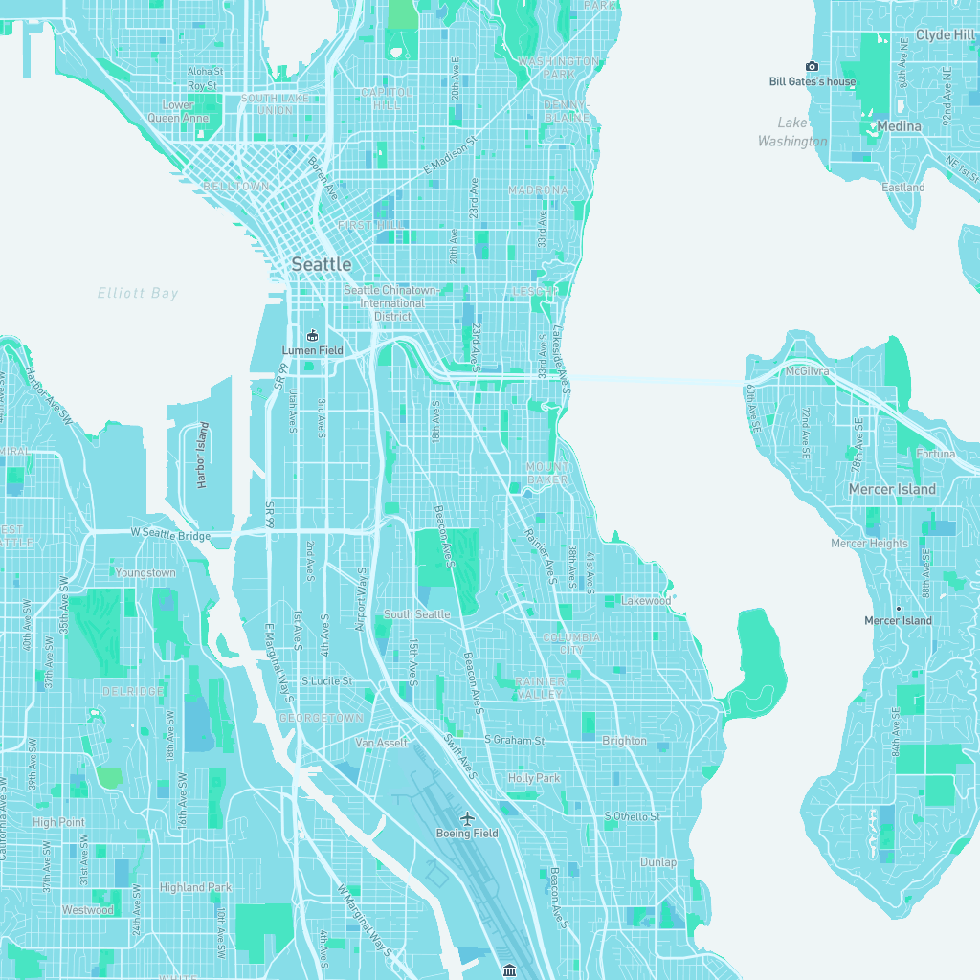 PARK
Clyde Hill
84th Ave NE
92nd Ave NE
WASHINGTON
PARK
20th Ave E
Aloha St
Roy St
Bill Gates's house
CAPITOL
HILL
SOUTH LAKE
UNION
Lower
Queen Anne
DENNY-
BLAINE
Lake
Washington
Medina
E Madison St
Boren Ave
NE 1st St
BELLTOWN
MADRONA
23rd Ave
Eastland
FIRST HILL
33rd Ave
20th Ave
Seattle
Elliott Bay
Seattle Chinatown-
International
District
LESCHI
Lumen Field
23rd Ave S
33rd Ave S
Lakeside Ave S
SR 99
McGilvra
Harbor Ave SW
44th Ave SW
1st Ave S
3rd Ave S
18th Ave S
60th Ave SE
72nd Ave SE
78th Ave SE
Harbor Island
MIRAL
Fortuna
MOUNT
BAKER
Mercer Island
SR 99
W Seattle Bridge
EST
ATTLE
Beacon Ave S
Rainier Ave S
Mercer Heights
2nd Ave S
38th Ave S
41st Ave S
88th Ave SE
Youngstown
35th Ave SW
40th Ave SW
37th Ave SW
Airport Way S
Lakewood
South Seattle
Mercer Island
1st Ave S
4th Ave S
E Marginal Way S
COLUMBIA
CITY
15th Ave S
Beacon Ave S
S Lucile St
DELRIDGE
RAINIER
VALLEY
GEORGETOWN
18th Ave SW
84th Ave SE
Van Asselt
Swift Ave S
S Graham St
Brighton
39th Ave SW
Holly Park
16th Ave SW
California Ave SW
High Point
S Othello St
Boeing Field
37th Ave SW
31st Ave SW
Dunlap
Highland Park
24th Ave SW
Westwood
10th Ave SW
W Marginal Way S
4th Ave S
Beacon Ave S
WHITE